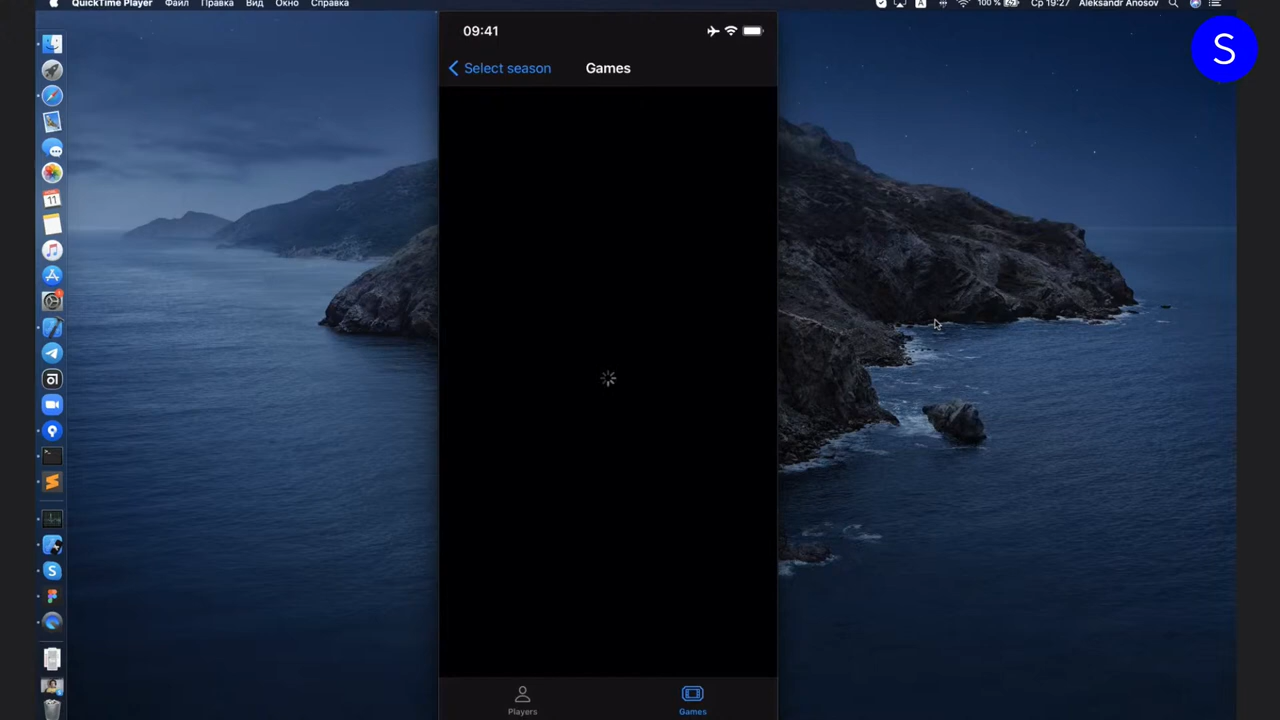 QuickTime Player Файл Правка Вид Окно Справка
100 % Ср 19:27 Aleksandr Anosov
S
09:41
Select season Games
11
Players Games